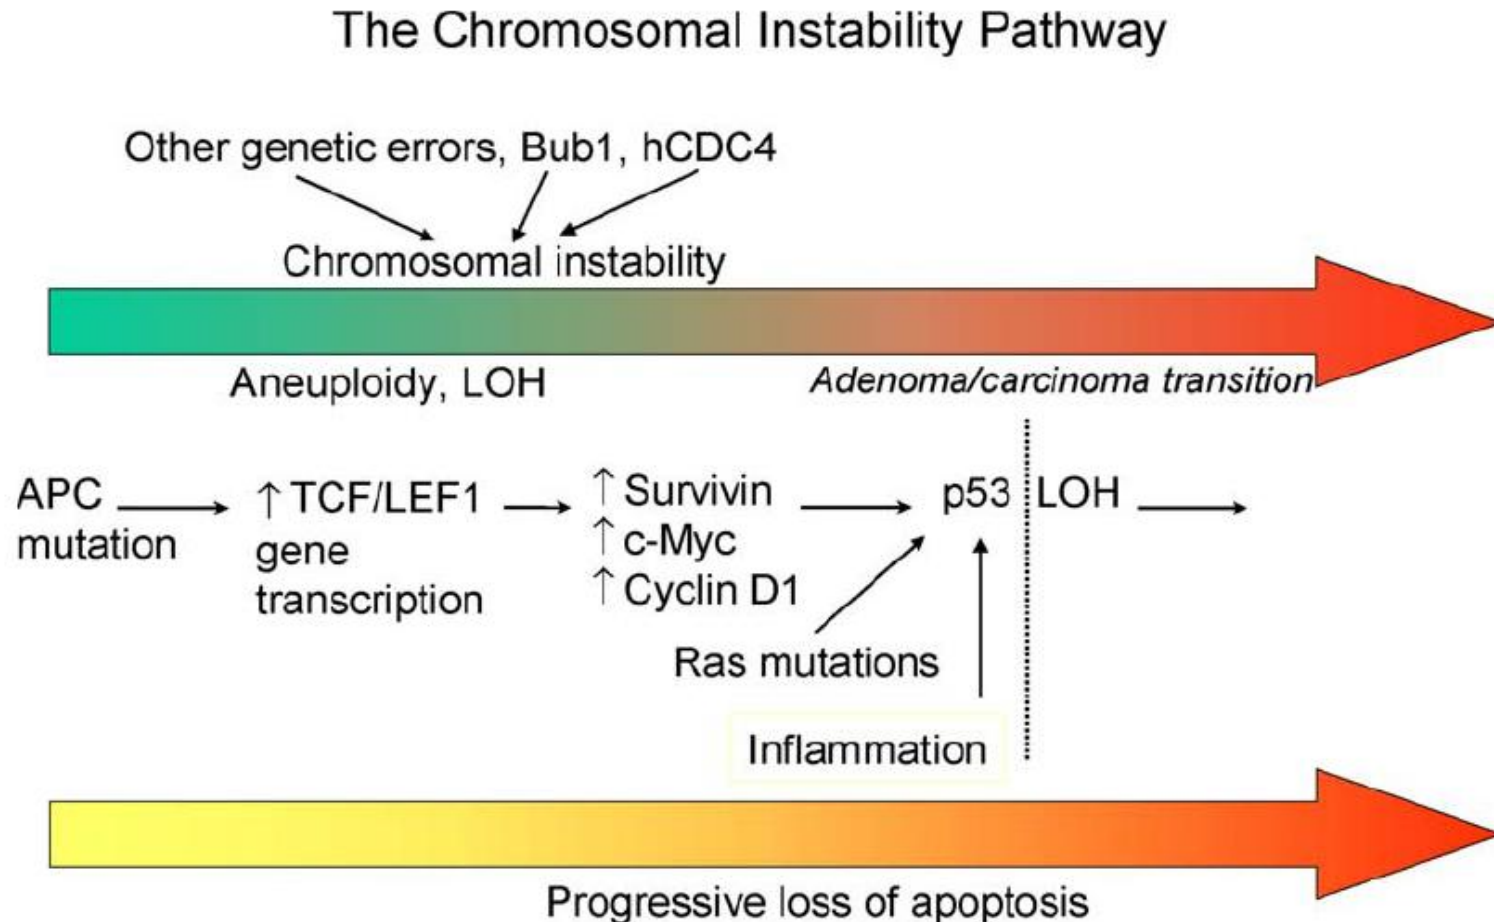 The Chromosomal Instability Pathway
Other genetic errors, Bub1, hCDC4
Chromosomal instability
Aneuploidy, LOH
Adenoma/carcinoma transition
APC
mutation
↑ TCF/LEF1
gene
transcription
↑ Survivin
↑ c-Myc
↑ Cyclin D1
p53 LOH
Ras mutations
Inflammation
Progressive loss of apoptosis